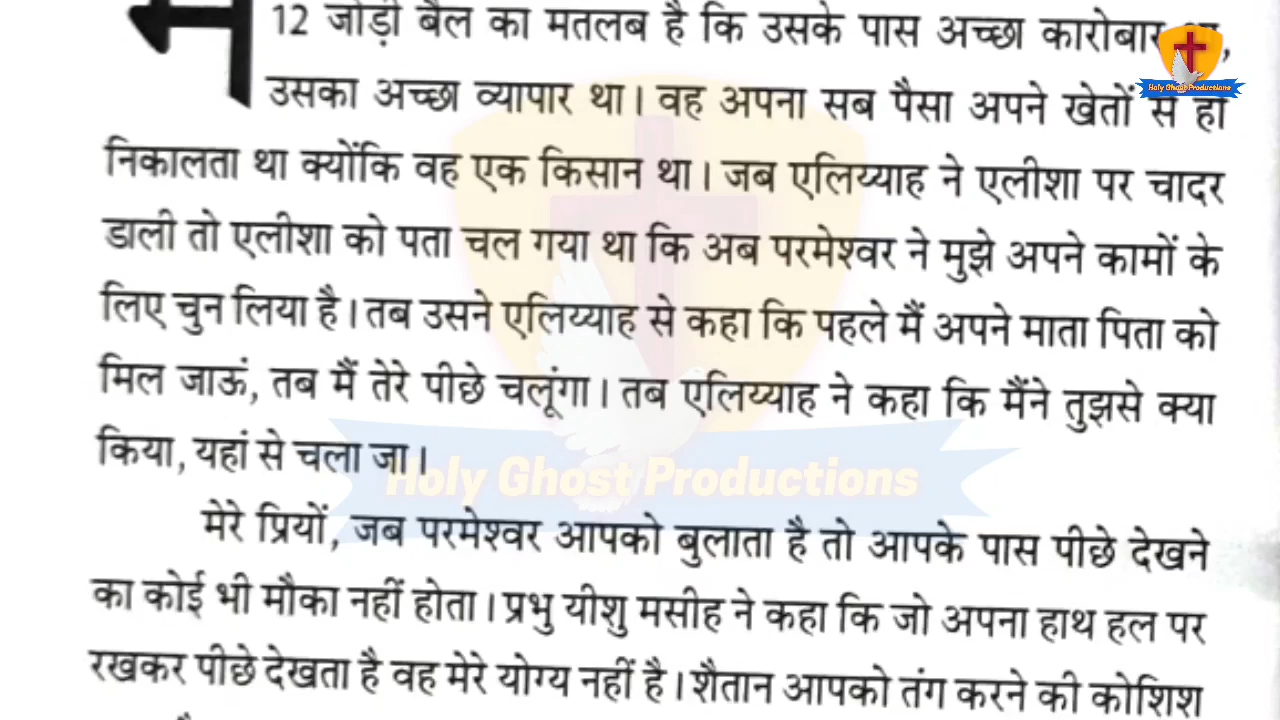 12 जोड़ी बैल का मतलब है कि उसके पास अच्छा कारोबार था,
Holy Ghost Productions
उसका अच्छा व्यापार था। वह अपना सब पैसा अपने खेतों से ही
निकालता था क्योंकि वह एक किसान था। जब एलिय्याह ने एलीशा पर चादर
डाली तो एलीशा को पता चल गया था कि अब परमेश्वर ने मुझे अपने कामों के
लिए चुन लिया है। तब उसने एलिय्याह से कहा कि पहले मैं अपने माता पिता को
मिल जाऊं, तब मैं तेरे पीछे चलूंगा। तब एलिय्याह ने कहा कि मैंने तुझसे क्या
किया, यहां से चला जा।
Holy Ghost Productions
मेरे प्रियों, जब परमेश्वर आपको बुलाता है तो आपके पास पीछे देखने
का कोई भी मौका नहीं होता। प्रभु यीशु मसीह ने कहा कि जो अपना हाथ हल पर
रखकर पीछे देखता है वह मेरे योग्य नहीं है। शैतान आपको तंग करने की कोशिश